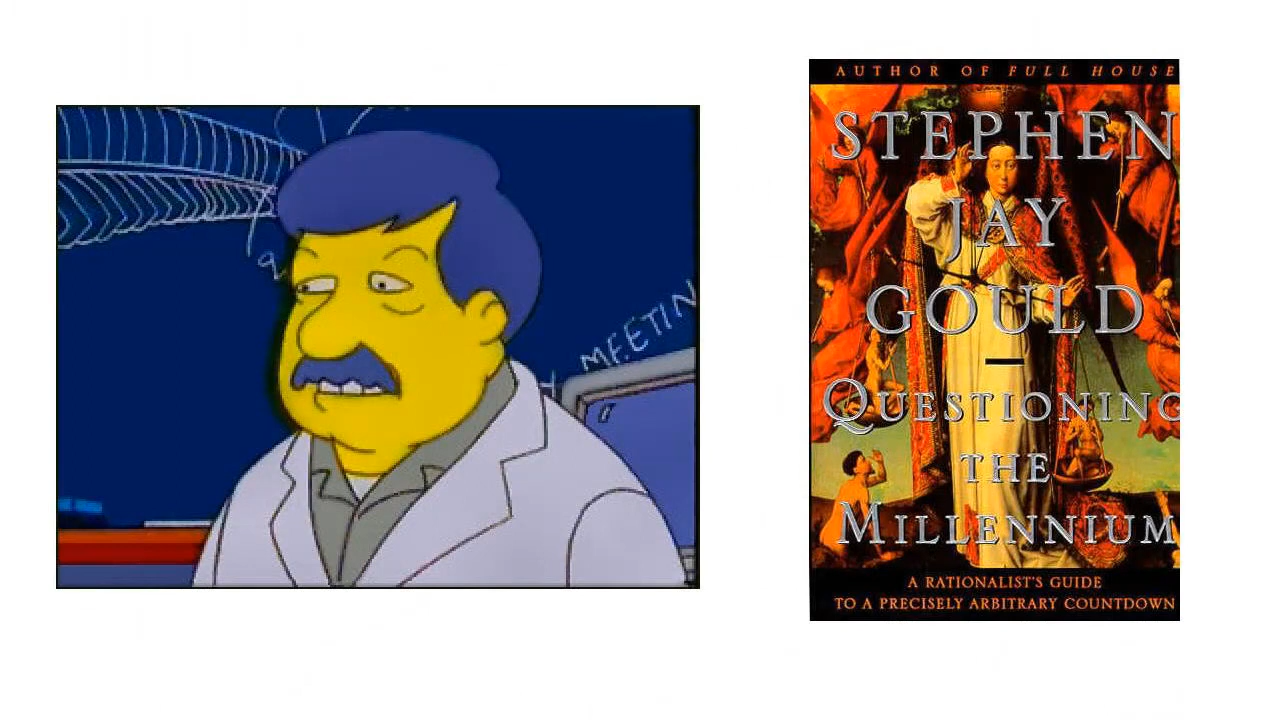 MEETIN
AUTHOR OF FULL HOUSE
STEPHEN
JAY
GOULD
QUESTIONING
THE
MILLENNIUM
A RATIONALIST'S GUIDE
TO A PRECISELY ARBITRARY COUNTDOWN